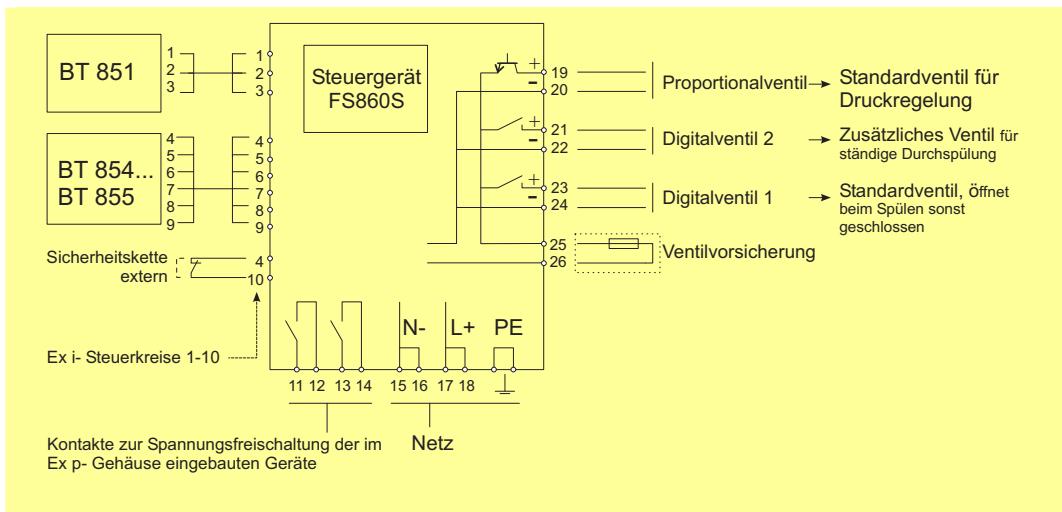 BT 851
1
2
3
1
2
3
Steuergerät
FS860S
+
-
19
20
Proportionalventil
Standardventil für
Druckregelung
BT 854...
BT 855
4
5
6
7
8
9
4
5
6
7
8
9
+
-
21
22
Digitalventil 2
Zusätzliches Ventil für
ständige Durchspülung
+
-
23
24
Digitalventil 1
Standardventil, öffnet
beim Spülen sonst
geschlossen
Sicherheitskette
extern
4
10
25
26
Ventilvorsicherung
Ex i- Steuerkreise 1-10
N-
L+
PE
11 12 13 14 15 16 17 18
Kontakte zur Spannungsfreischaltung der im
Ex p- Gehäuse eingebauten Geräte
Netz